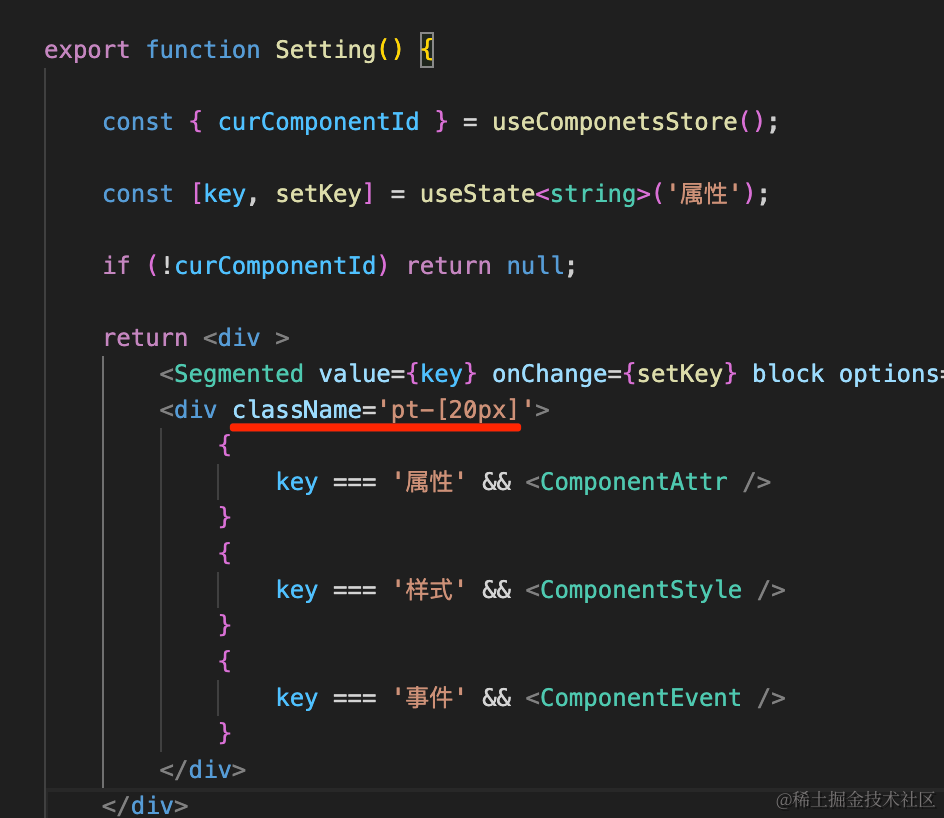 export function Setting() {
const { curComponentId } = useComponetsStore();
const [key, setKey] = useState<string>('属性');
if (!curComponentId) return null;
return <div >
<Segmented value={key} onChange={setKey} block options=
<div className='pt-[20px]'>
{
key === '属性' && <ComponentAttr />
}
{
key === '样式' && <ComponentStyle />
}
{
key === '事件' && <ComponentEvent />
}
</div>
</div>
@稀土掘金技术社区